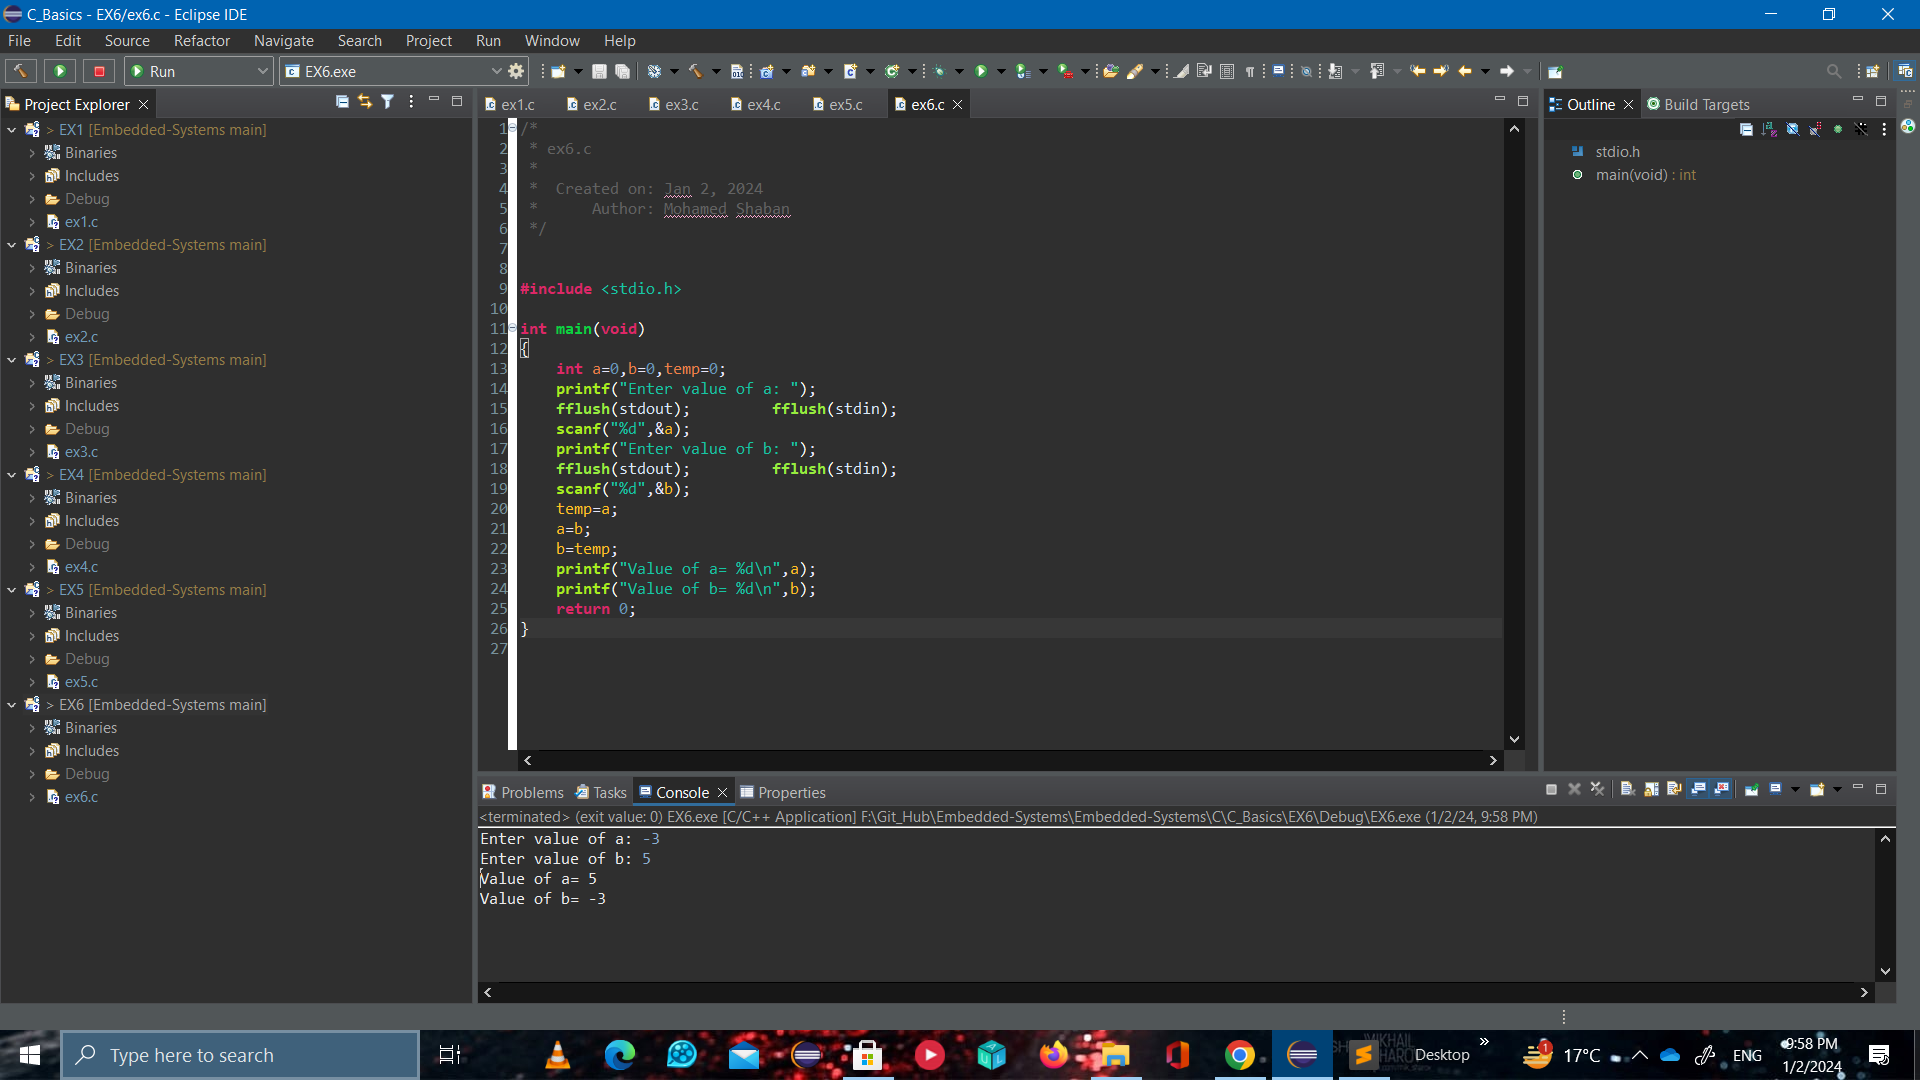 C_Basics - EX6/ex6.c - Eclipse IDE
File Edit Source Refactor Navigate Search Project Run Window Help
Run EX6.exe
Project Explorer
> EX1 [Embedded-Systems main]
Binaries
Includes
Debug
ex1.c
> EX2 [Embedded-Systems main]
Binaries
Includes
Debug
ex2.c
> EX3 [Embedded-Systems main]
Binaries
Includes
Debug
ex3.c
> EX4 [Embedded-Systems main]
Binaries
Includes
Debug
ex4.c
> EX5 [Embedded-Systems main]
Binaries
Includes
Debug
ex5.c
> EX6 [Embedded-Systems main]
Binaries
Includes
Debug
ex6.c
ex1.c ex2.c ex3.c ex4.c ex5.c ex6.c
1 /*
2 * ex6.c
3 *
4 * Created on: Jan 2, 2024
5 * Author: Mohamed Shaban
6 */
7
8
9 #include <stdio.h>
10
11 int main(void)
12 {
13 int a=0,b=0,temp=0;
14 printf("Enter value of a: ");
15 fflush(stdout); fflush(stdin);
16 scanf("%d",&a);
17 printf("Enter value of b: ");
18 fflush(stdout); fflush(stdin);
19 scanf("%d",&b);
20 temp=a;
21 a=b;
22 b=temp;
23 printf("Value of a= %d\n",a);
24 printf("Value of b= %d\n",b);
25 return 0;
26 }
27
Outline Build Targets
stdio.h
main(void) : int
Problems Tasks Console Properties
<terminated> (exit value: 0) EX6.exe [C/C++ Application] F:\Git_Hub\Embedded-Systems\Embedded-Systems\C\C_Basics\EX6\Debug\EX6.exe (1/2/24, 9:58 PM)
Enter value of a: -3
Enter value of b: 5
Value of a= 5
Value of b= -3
Type here to search
Desktop
1
17°C
ENG
9:58 PM
1/2/2024